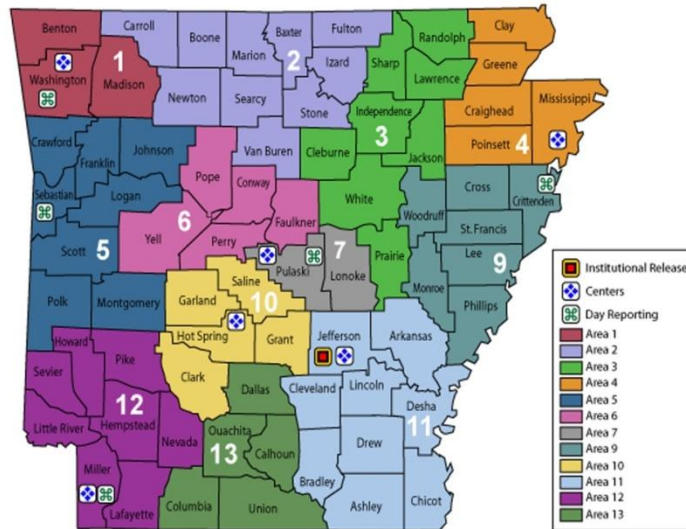 Benton
Carroll
Boone
Baxter
Fulton
Randolph
Clay
Marion
Sharp
Greene
Washington
1
Madison
2
Izard
Lawrence
Newton
Searcy
Stone
Independence
3
Craighead
Mississippi
Crawford
Franklin
Johnson
Van Buren
Cleburne
Jackson
Poinsett
4
Pope
Conway
Sebastian
Logan
White
Woodruff
Cross
Crittenden
6
Faulkner
St. Francis
Scott
5
Yell
Perry
7
Pulaski
Lonoke
Prairie
Lee
9
Saline
Garland
10
Monroe
Phillips
Polk
Montgomery
Hot Spring
Grant
Jefferson
Arkansas
Howard
Pike
Clark
Sevier
Dallas
Cleveland
Lincoln
Desha
12
Hempstead
Little River
Nevada
Ouachita
13
Calhoun
Drew
11
Miller
Bradley
Lafayette
Columbia
Union
Ashley
Chicot
Institutional Release
Centers
Day Reporting
Area 1
Area 2
Area 3
Area 4
Area 5
Area 6
Area 7
Area 9
Area 10
Area 11
Area 12
Area 13